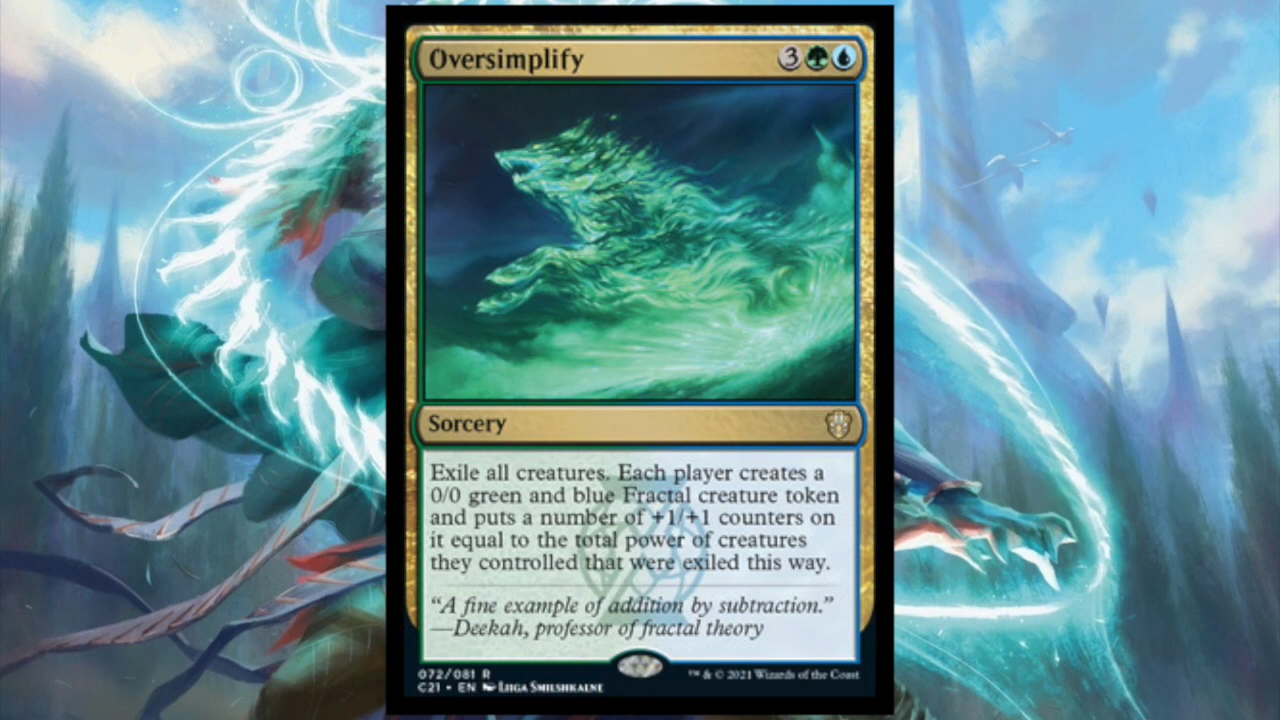 Oversimplify 3
Sorcery
Exile all creatures. Each player creates a
0/0 green and blue Fractal creature token
and puts a number of +1/+1 counters on
it equal to the total power of creatures
they controlled that were exiled this way.
“A fine example of addition by subtraction.”
—Deekah, professor of fractal theory
072/081 R
C21 • EN Liiga Smilshkalne
™ & © 2021 Wizards of the Coast